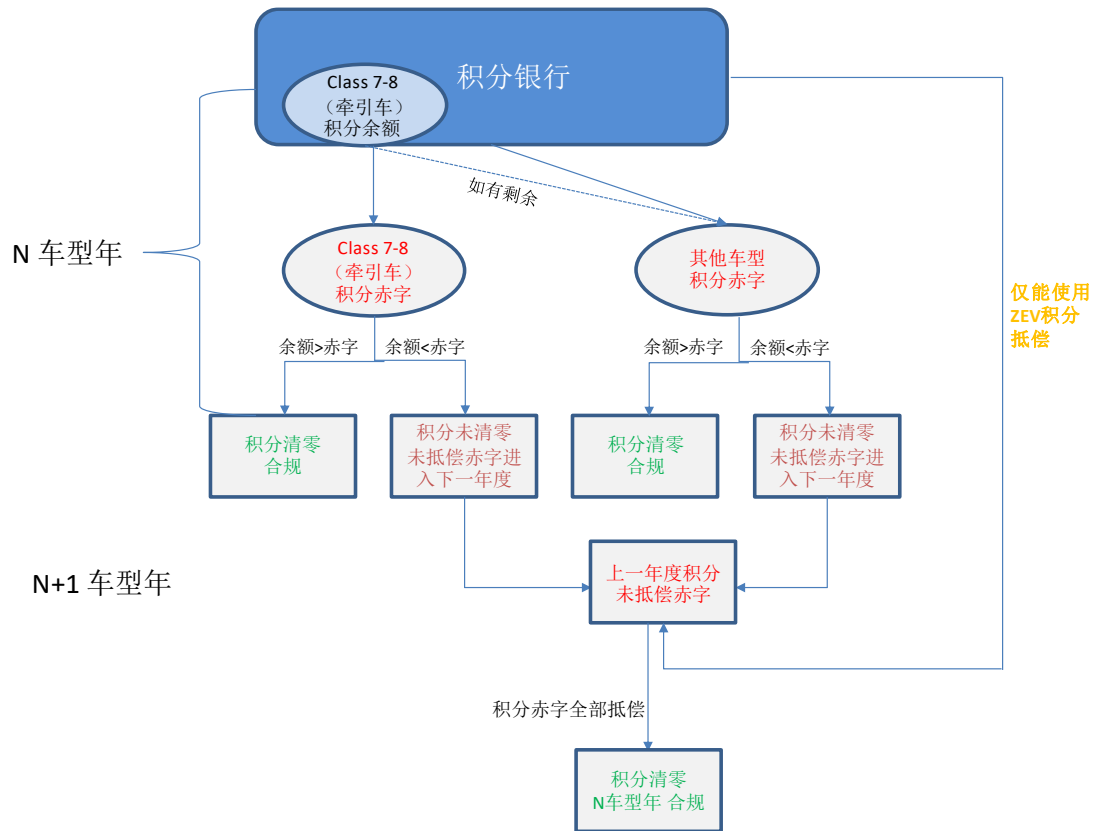 积分银行
Class 7-8
（牵引车）
积分余额
如有剩余
N 车型年
Class 7-8
（牵引车）
积分赤字
其他车型
积分赤字
仅能使用
ZEV积分
抵偿
余额>赤字
余额<赤字
余额>赤字
余额<赤字
积分清零
合规
积分未清零
未抵偿赤字进
入下一年度
积分清零
合规
积分未清零
未抵偿赤字进
入下一年度
N+1 车型年
上一年度积分
未抵偿赤字
积分赤字全部抵偿
积分清零
N车型年 合规